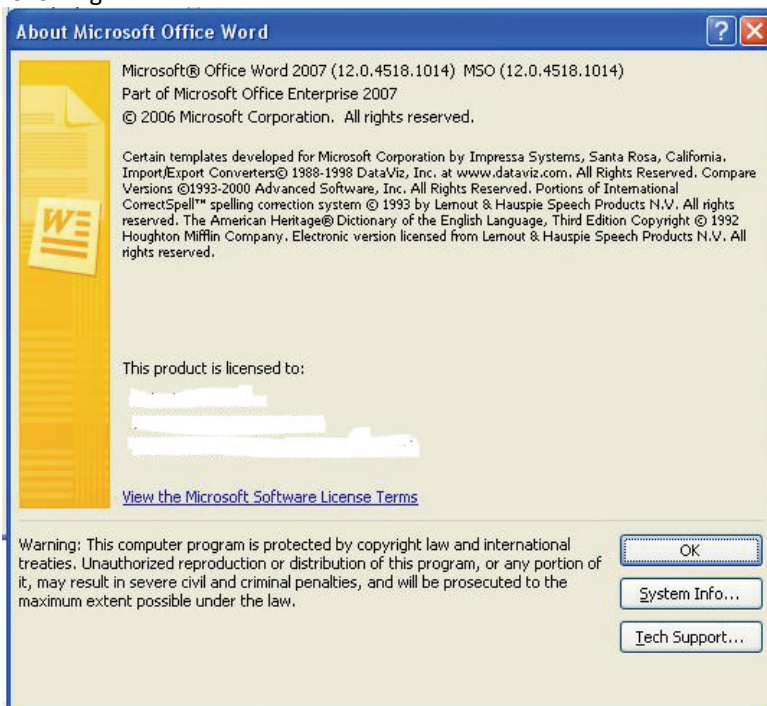 About Microsoft Office Word
Microsoft® Office Word 2007 (12.0.4518.1014) MSO (12.0.4518.1014)
Part of Microsoft Office Enterprise 2007
© 2006 Microsoft Corporation. All rights reserved.
Certain templates developed for Microsoft Corporation by Impressa Systems, Santa Rosa, California.
Import/Export Converters© 1988-1998 DataViz, Inc. at www.dataviz.com. All Rights Reserved. Compare
Versions ©1993-2000 Advanced Software, Inc. All Rights Reserved. Portions of International
CorrectSpell™ spelling correction system © 1993 by Lernout & Hauspie Speech Products N.V. All rights
reserved. The American Heritage® Dictionary of the English Language, Third Edition Copyright © 1992
Houghton Mifflin Company. Electronic version licensed from Lernout & Hauspie Speech Products N.V. All
rights reserved.
W
This product is licensed to:
View the Microsoft Software License Terms
Warning: This computer program is protected by copyright law and international
treaties. Unauthorized reproduction or distribution of this program, or any portion of
it, may result in severe civil and criminal penalties, and will be prosecuted to the
maximum extent possible under the law.
OK
System Info...
Tech Support...